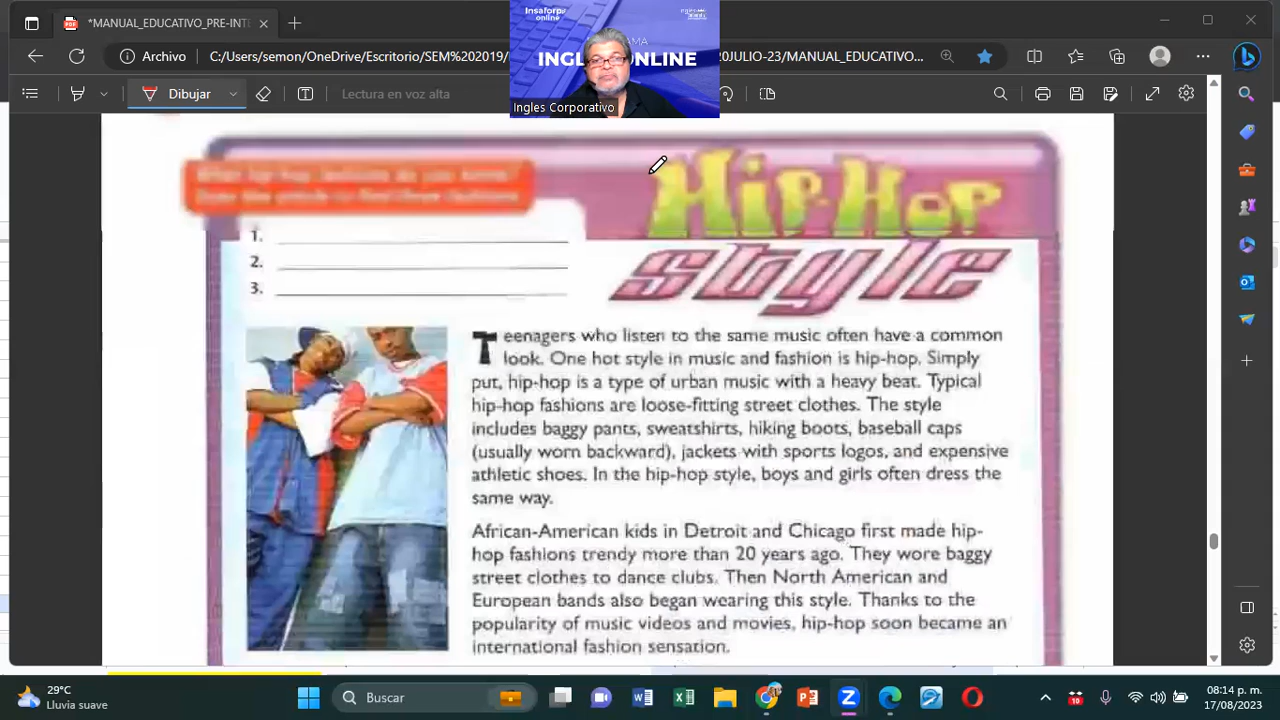 *MANUAL_EDUCATIVO_PRE-INTE
Insaforp
online
INGL ONLINE
Ingles Corporativo
Archivo
C:/Users/semon/OneDrive/Escritorio/SEM%202019/
20JULIO-23/MANUAL_EDUCATIVO...
Dibujar
Lectura en voz alta
Hip-Hop
style
1.
2.
3.
Teenagers who listen to the same music often have a common
look. One hot style in music and fashion is hip-hop. Simply
put, hip-hop is a type of urban music with a heavy beat. Typical
hip-hop fashions are loose-fitting street clothes. The style
includes baggy pants, sweatshirts, hiking boots, baseball caps
(usually worn backward), jackets with sports logos, and expensive
athletic shoes. In the hip-hop style, boys and girls often dress the
same way.
African-American kids in Detroit and Chicago first made hip-
hop fashions trendy more than 20 years ago. They wore baggy
street clothes to dance clubs. Then North American and
European bands also began wearing this style. Thanks to the
popularity of music videos and movies, hip-hop soon became an
international fashion sensation.
29°C
Lluvia suave
Buscar
08:14 p. m.
17/08/2023